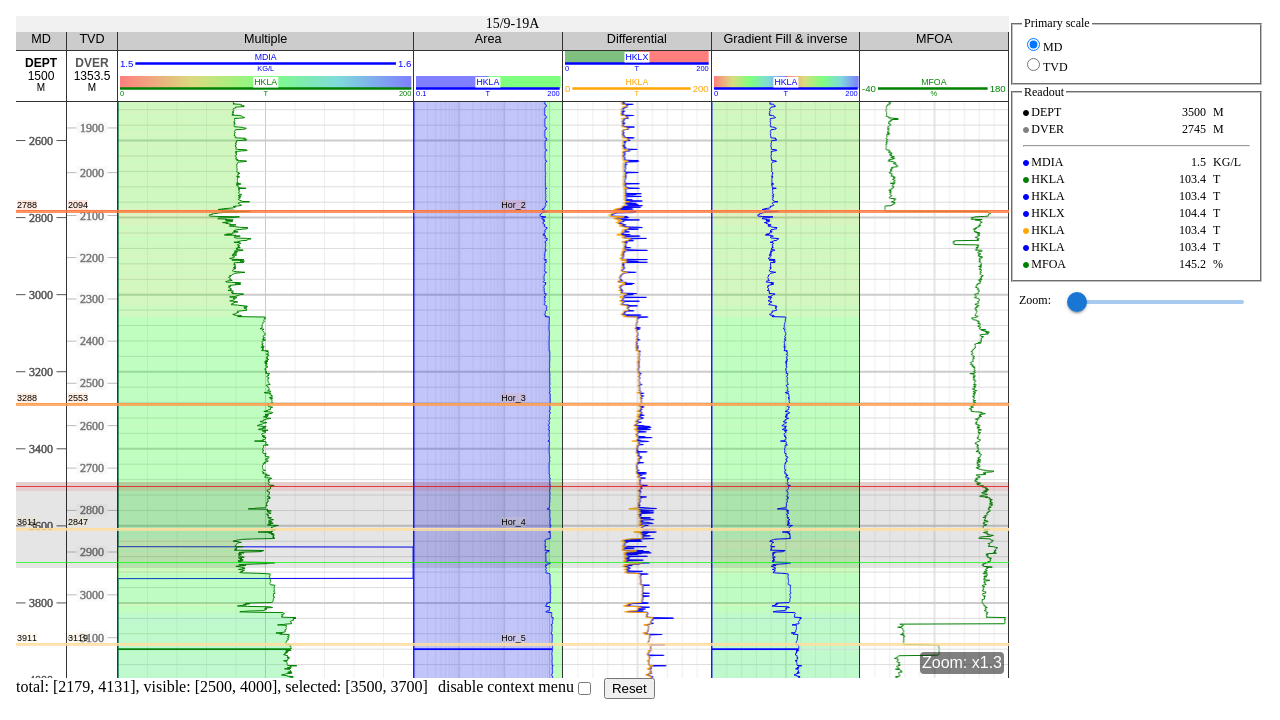 15/9-19A
MD TVD Multiple Area Differential Gradient Fill & inverse MFOA
DEPT
1500
M
DVER
1353.5
M
1.5 MDIA 1.6
KG/L
HKLA
0 T 200
HKLA
0.1 T 200
HKLX
0 T 200
HKLA
0 T 200
HKLA
0 T 200
MFOA
-40 % 180
2600
2800
3000
3200
3400
3600
3800
1900
2000
2100
2200
2300
2400
2500
2600
2700
2800
2900
3000
2788 2094 Hor_2
3288 2553 Hor_3
3611 2847 Hor_4
3911 Hor_5
Zoom: x1.3
total: [2179, 4131], visible: [2500, 4000], selected: [3500, 3700] disable context menu Reset
Primary scale
MD
TVD
Readout
DEPT 3500 M
DVER 2745 M
MDIA 1.5 KG/L
HKLA 103.4 T
HKLA 103.4 T
HKLX 104.4 T
HKLA 103.4 T
HKLA 103.4 T
MFOA 145.2 %
Zoom: